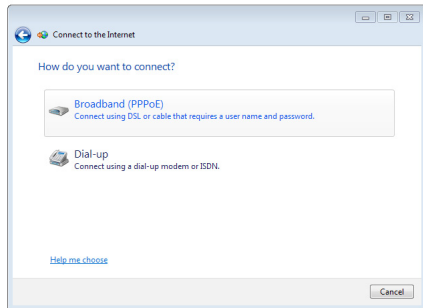 Connect to the Internet
How do you want to connect?
Broadband (PPPoE)
Connect using DSL or cable that requires a user name and password.
Dial-up
Connect using a dial-up modem or ISDN.
Help me choose
Cancel